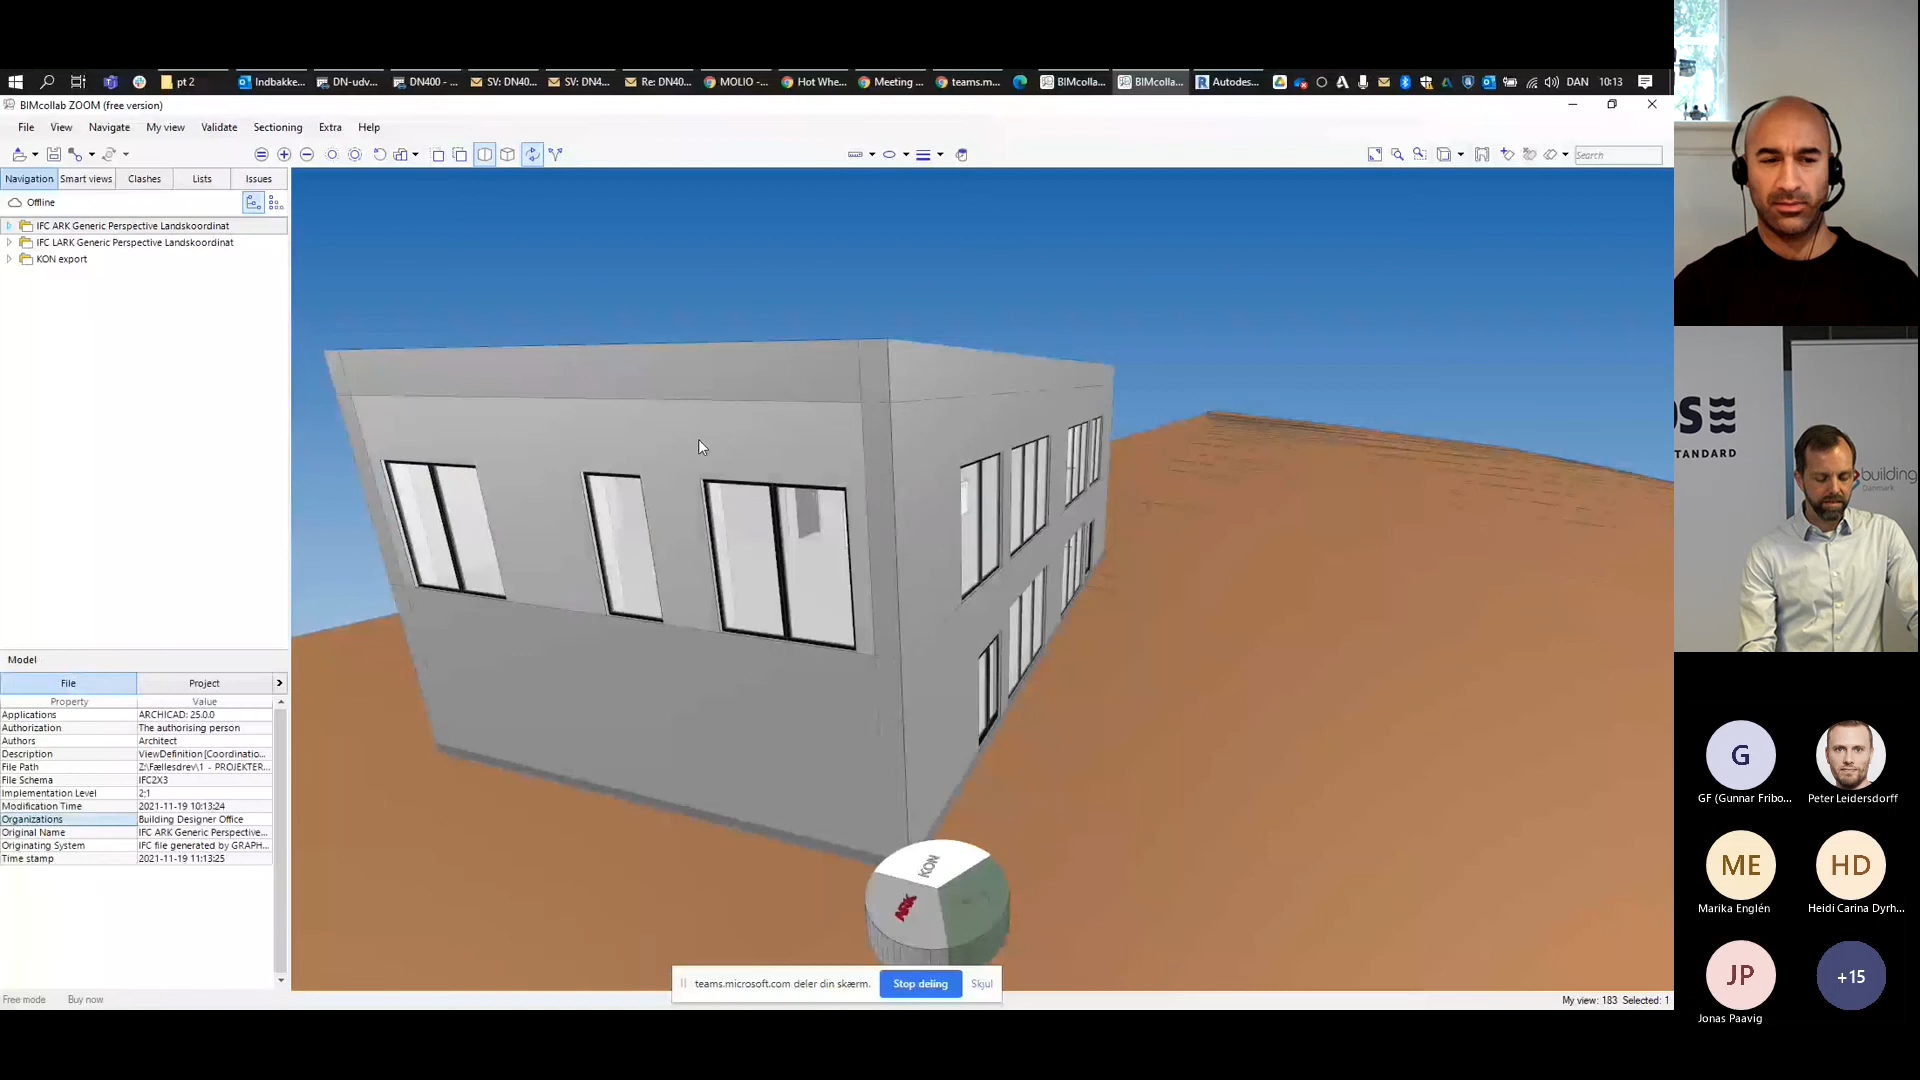 pt 2
Indbakke...
DN-udv...
DN400 - ...
SV: DN40...
SV: DN4...
Re: DN40...
MOLIO -...
Hot Whe...
Meeting ...
teams.m...
BIMcolla...
BIMcolla...
Autodes...
DAN
10:13
BIMcollab ZOOM (free version)
File View Navigate My view Validate Sectioning Extra Help
Search
Navigation Smart views Clashes Lists Issues
Offline
IFC ARK Generic Perspective Landskoordinat
IFC LARK Generic Perspective Landskoordinat
KON export
Model
File Project
Property Value
Applications ARCHICAD: 25.0.0
Authorization The authorising person
Authors Architect
Description ViewDefinition [Coordinatio...
File Path Z:\Fællesdrev\1 - PROJEKTER...
File Schema IFC2X3
Implementation Level 2;1
Modification Time 2021-11-19 10:13:24
Organizations Building Designer Office
Original Name IFC ARK Generic Perspective...
Originating System IFC file generated by GRAPH...
Time stamp 2021-11-19 11:13:25
KON
ARK
teams.microsoft.com deler din skærm. Stop deling Skjul
Free mode Buy now
My view: 183 Selected: 1
TANDARD
building
Danmark
G
GF (Gunnar Fribo...
Peter Leidersdorff
ME
Marika Englén
HD
Heidi Carina Dyrh...
JP
Jonas Paavig
+15